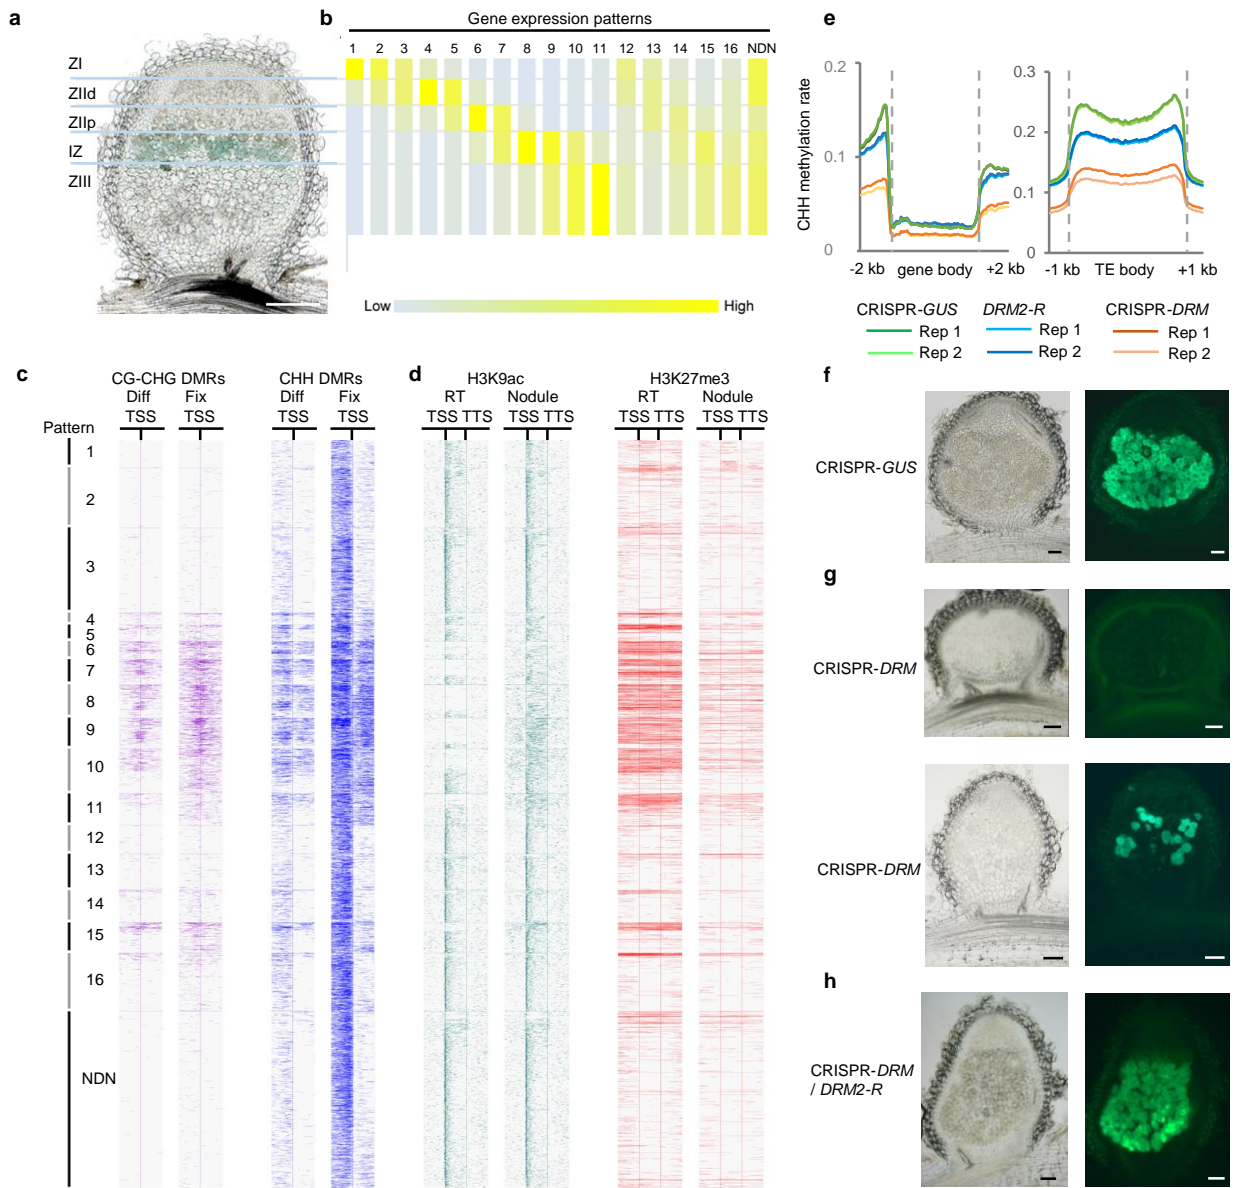 a
b
Gene expression patterns
1 2 3 4 5 6 7 8 9 10 11 12 13 14 15 16 NDN
ZI
ZIId
ZIIp
IZ
ZIII
Low High
e
CHH methylation rate
0.2
0.1
0
-2 kb gene body +2 kb
0.3
0.2
0.1
0
-1 kb TE body +1 kb
CRISPR-GUS DRM2-R CRISPR-DRM
Rep 1 Rep 1 Rep 1
Rep 2 Rep 2 Rep 2
c
CG-CHG DMRs CHH DMRs
Diff Fix Diff Fix
TSS TSS TSS TSS
Pattern
1
2
3
4
5
6
7
8
9
10
11
12
13
14
15
16
NDN
d
H3K9ac H3K27me3
RT Nodule RT Nodule
TSS TTS TSS TTS TSS TTS TSS TTS
f
CRISPR-GUS
g
CRISPR-DRM
CRISPR-DRM
h
CRISPR-DRM
/ DRM2-R